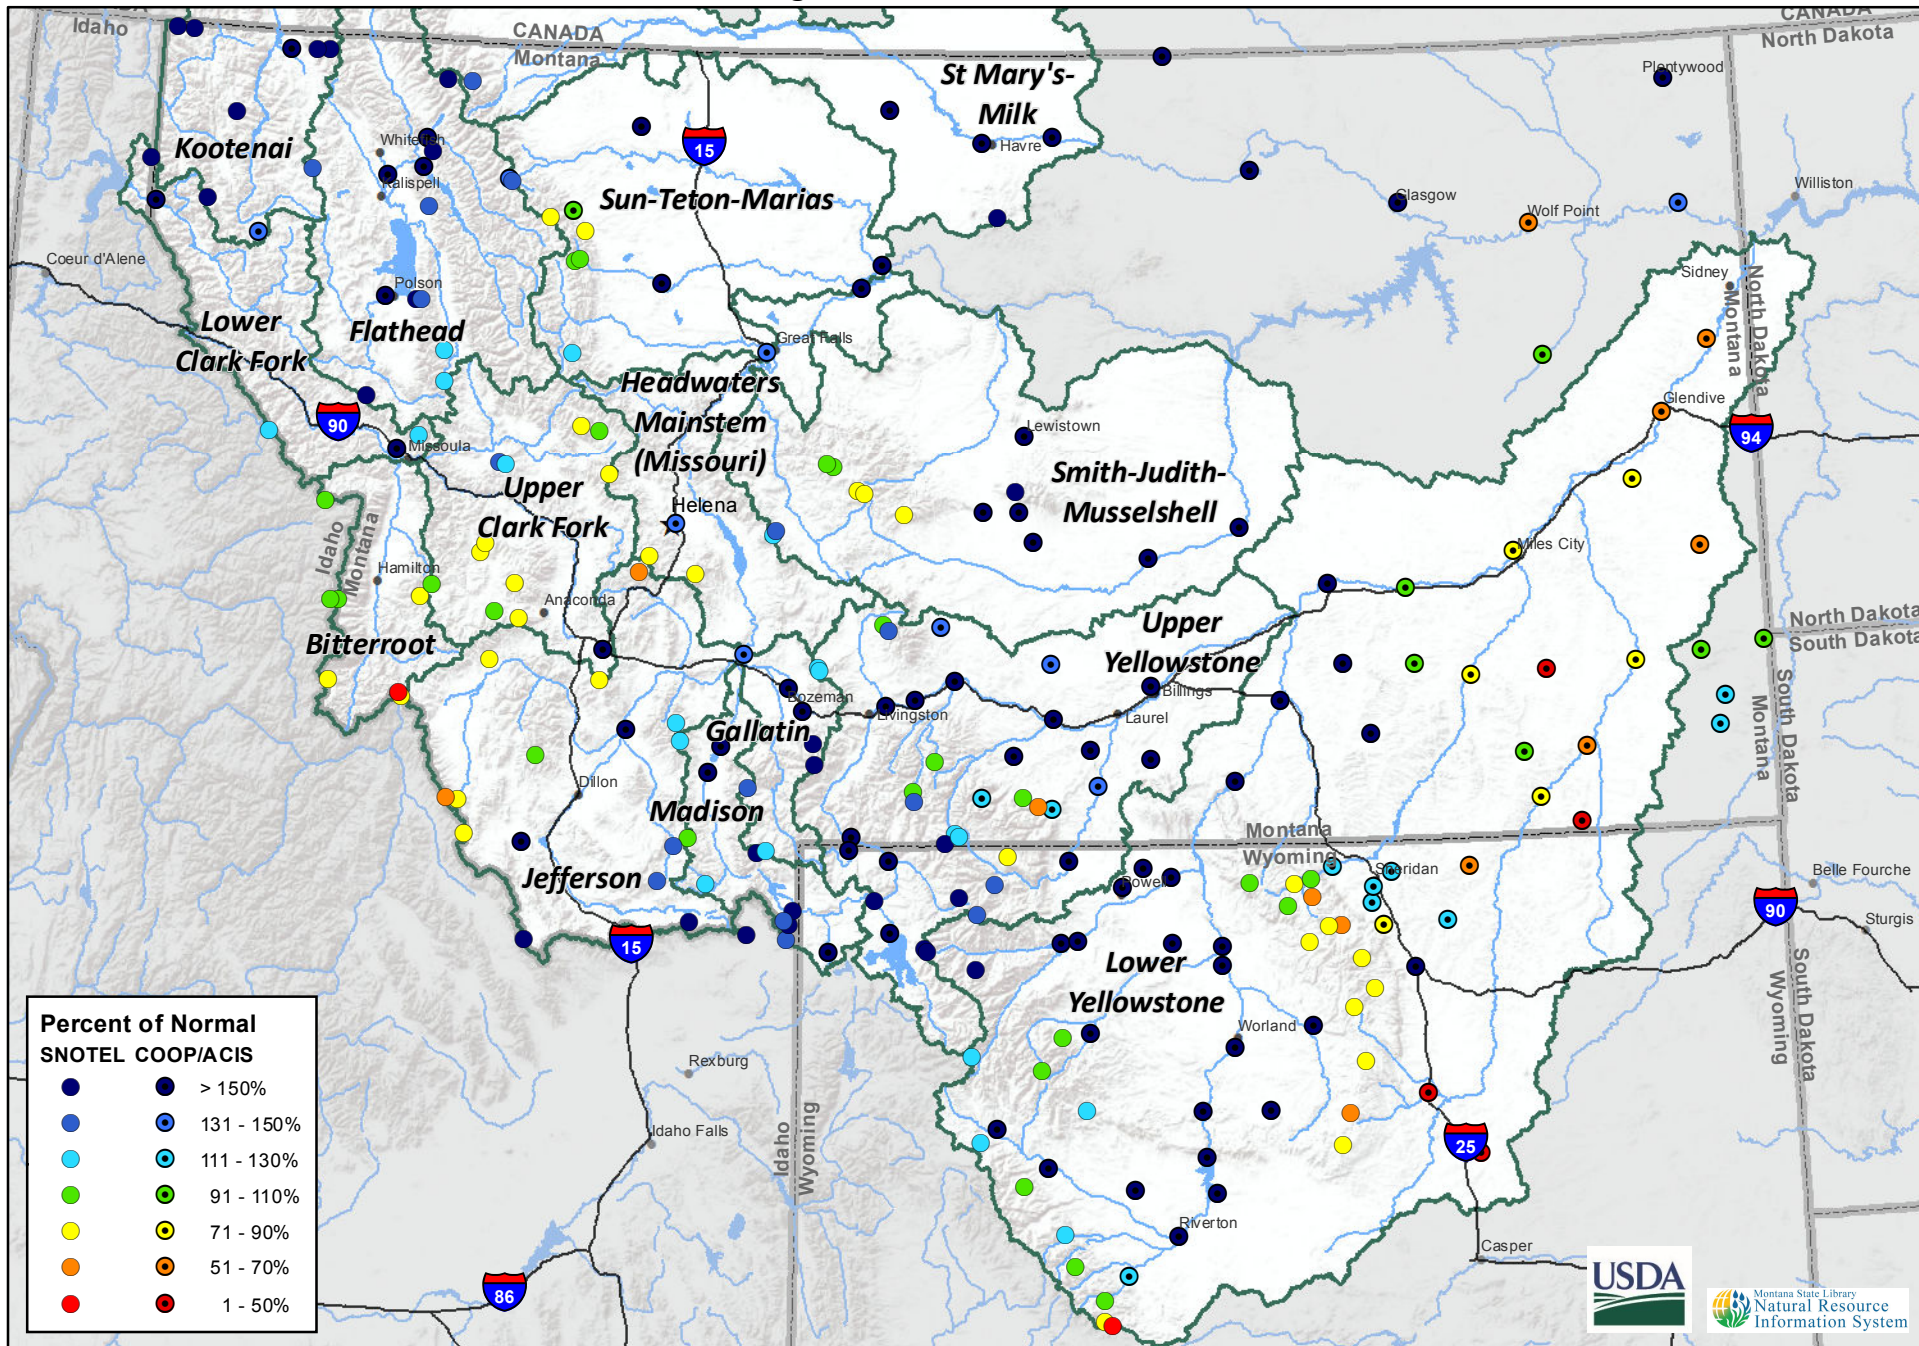 CANADA
Idaho
CANADA
Montana
CANADA
North Dakota
St Mary's-
Milk
Plentywood
Kootenai
Whitefish
15
Havre
Kalispell
Sun-Teton-Marias
Glasgow
Wolf Point
Williston
Coeur d'Alene
Polson
Sidney
North Dakota
Montana
Lower
Clark Fork
Flathead
Great Falls
Headwaters
Mainstem
(Missouri)
Glendive
90
Missoula
Lewistown
94
Upper
Clark Fork
Smith-Judith-
Musselshell
Helena
Idaho
Montana
Hamilton
Miles City
Anaconda
Bitterroot
Upper
Yellowstone
North Dakota
South Dakota
Bozeman
Livingston
Billings
Laurel
Gallatin
South Dakota
Montana
Dillon
Madison
Montana
Wyoming
Sheridan
Jefferson
Powell
Belle Fourche
90
Sturgis
15
Lower
Yellowstone
South Dakota
Wyoming
Worland
Rexburg
Idaho
Wyoming
Idaho Falls
25
Riverton
Casper
86
Percent of Normal
SNOTEL COOP/ACIS
> 150%
131 - 150%
111 - 130%
91 - 110%
71 - 90%
51 - 70%
1 - 50%
USDA
Montana State Library
Natural Resource
Information System